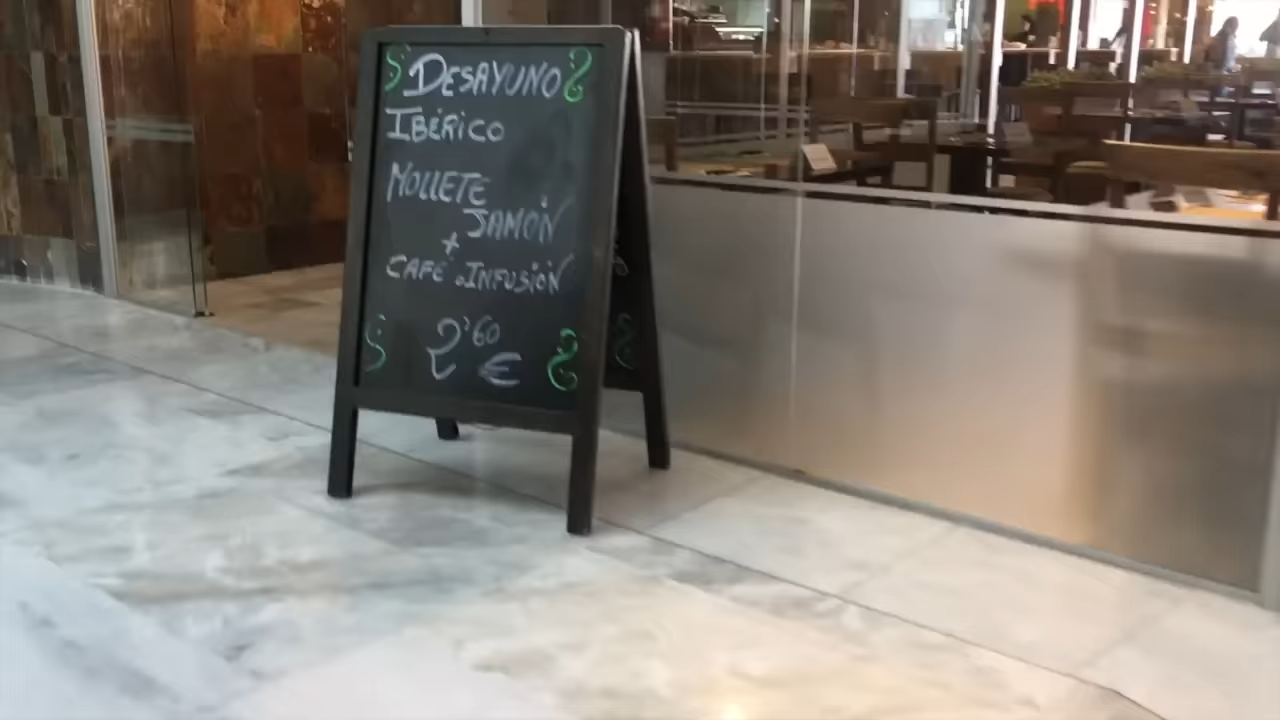 DESAYUNO
IBÉRICO
MOLLETE
JAMÓN
+
CAFÉ o INFUSIÓN
2'60
€